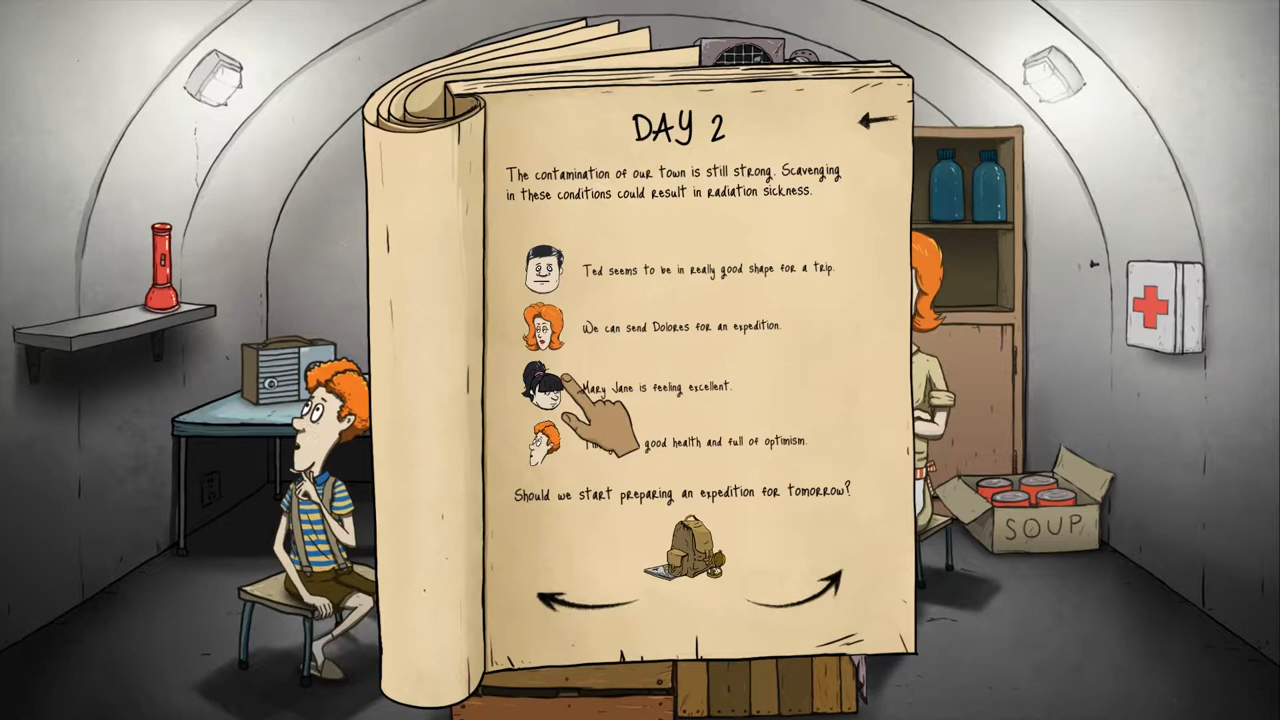 DAY 2
The contamination of our town is still strong. Scavenging
in these conditions could result in radiation sickness.
Ted seems to be in really good shape for a trip.
We can send Dolores for an expedition.
Mary Jane is feeling excellent.
good health and full of optimism.
Should we start preparing an expedition for tomorrow?
SOUP